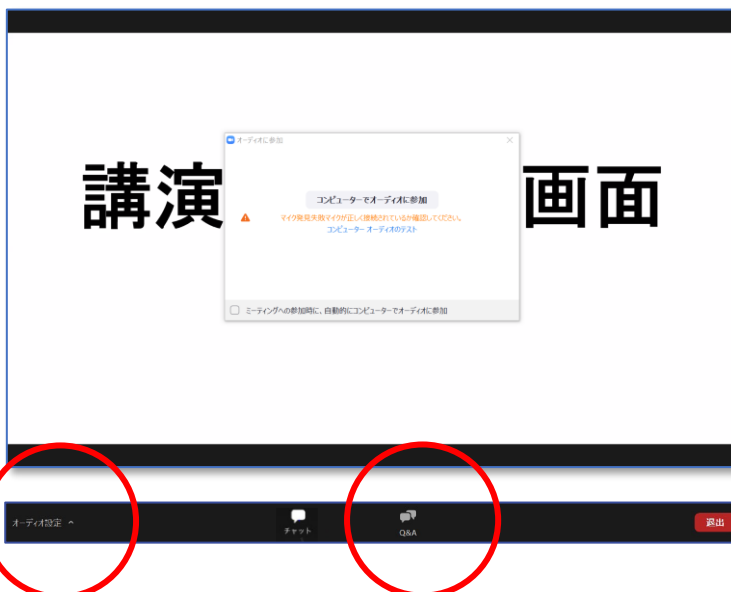 オーディオに参加
講演
画面
コンピューターでオーディオに参加
マイク発見失敗マイクが正しく接続されているか確認してください。
コンピューター オーディオのテスト
ミーティングへの参加時に、自動的にコンピューターでオーディオに参加
オーディオ設定
チャット
Q&A
退出